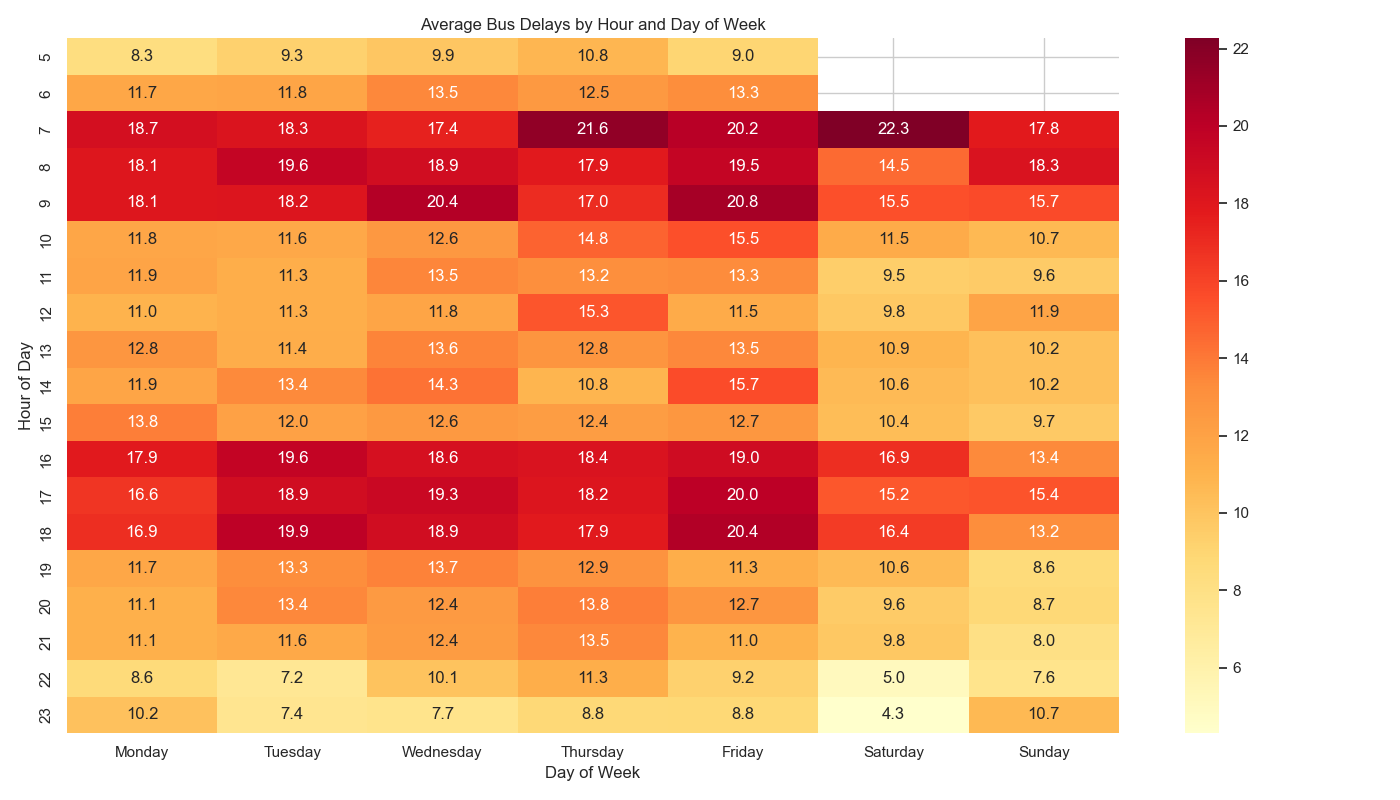 Average Bus Delays by Hour and Day of Week
5 8.3 9.3 9.9 10.8 9.0
6 11.7 11.8 13.5 12.5 13.3
7 18.7 18.3 17.4 21.6 20.2 22.3 17.8
8 18.1 19.6 18.9 17.9 19.5 14.5 18.3
9 18.1 18.2 20.4 17.0 20.8 15.5 15.7
10 11.8 11.6 12.6 14.8 15.5 11.5 10.7
11 11.9 11.3 13.5 13.2 13.3 9.5 9.6
12 11.0 11.3 11.8 15.3 11.5 9.8 11.9
13 12.8 11.4 13.6 12.8 13.5 10.9 10.2
14 11.9 13.4 14.3 10.8 15.7 10.6 10.2
15 13.8 12.0 12.6 12.4 12.7 10.4 9.7
16 17.9 19.6 18.6 18.4 19.0 16.9 13.4
17 16.6 18.9 19.3 18.2 20.0 15.2 15.4
18 16.9 19.9 18.9 17.9 20.4 16.4 13.2
19 11.7 13.3 13.7 12.9 11.3 10.6 8.6
20 11.1 13.4 12.4 13.8 12.7 9.6 8.7
21 11.1 11.6 12.4 13.5 11.0 9.8 8.0
22 8.6 7.2 10.1 11.3 9.2 5.0 7.6
23 10.2 7.4 7.7 8.8 8.8 4.3 10.7
Monday Tuesday Wednesday Thursday Friday Saturday Sunday
Day of Week
Hour of Day
22
20
18
16
14
12
10
8
6